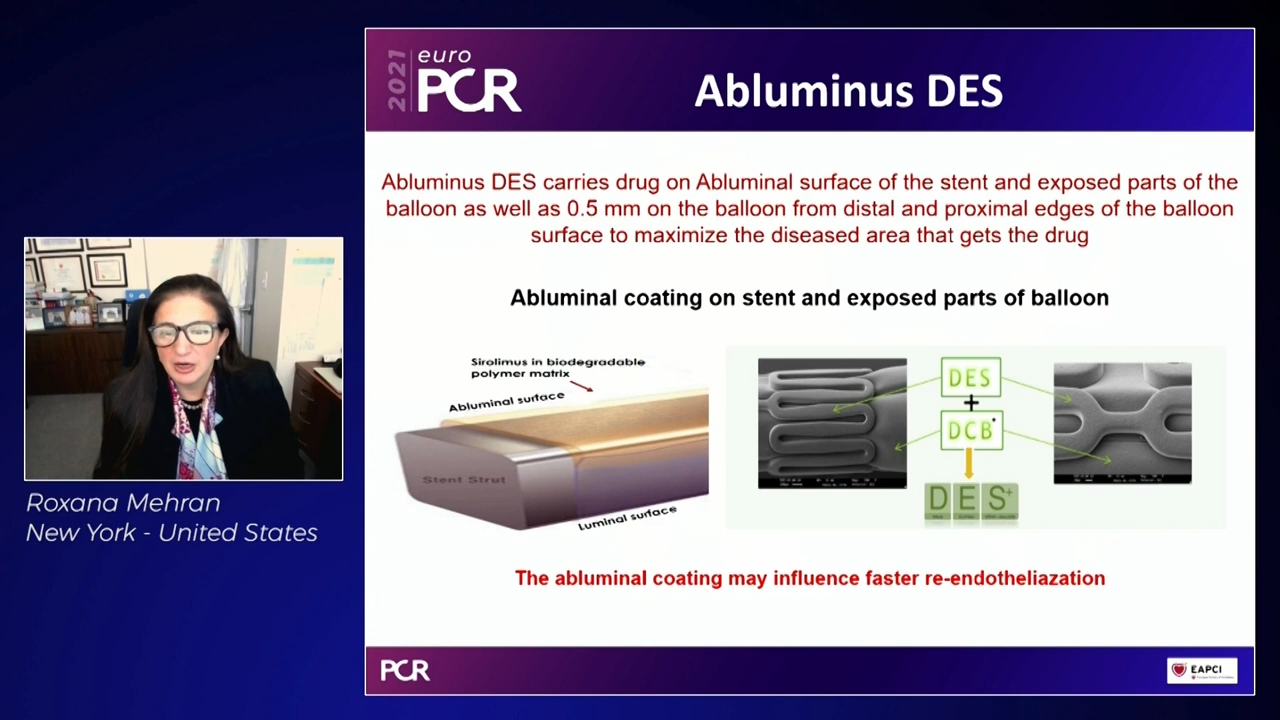 2021
euro
PCR
Abluminus DES
Abluminus DES carries drug on Abluminal surface of the stent and exposed parts of the
balloon as well as 0.5 mm on the balloon from distal and proximal edges of the balloon
surface to maximize the diseased area that gets the drug
Abluminal coating on stent and exposed parts of balloon
Sirolimus in biodegradable
polymer matrix
Abluminal surface
Stent Strut
Luminal surface
DES
+
DCB*
DES+
The abluminal coating may influence faster re-endotheliazation
Roxana Mehran
New York - United States
PCR
EAPCI